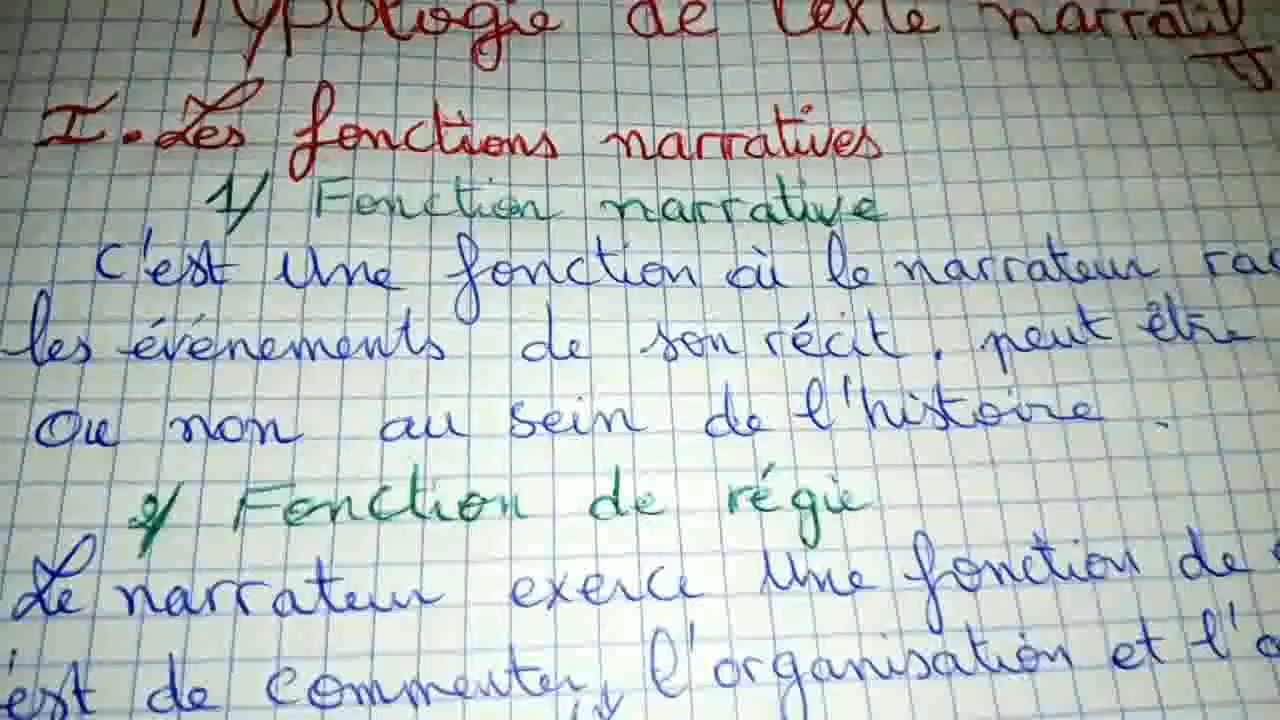 Typologie de texte narratif
I. Les fonctions narratives
1/ Fonction narrative
C'est une fonction où le narrateur
les événements de son récit, peut être
ou non au sein de l'histoire.
2/ Fonction de régie
Le narrateur exerce une fonction de
est de commenter, l'organisation et